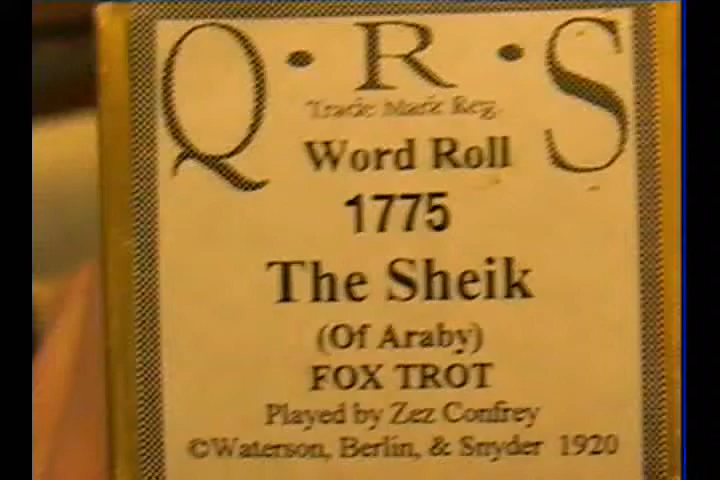 Q·R·S
Trade Mark Reg.
Word Roll
1775
The Sheik
(Of Araby)
FOX TROT
Played by Zez Confrey
©Waterson, Berlin, & Snyder 1920